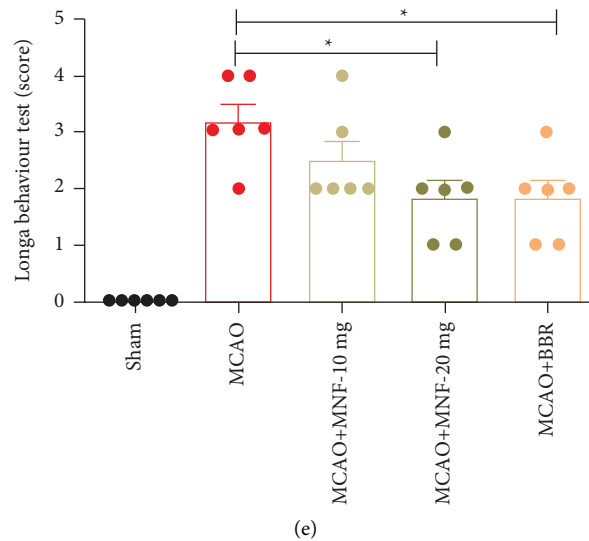 Longa behaviour test (score)
5
4
3
2
1
0
*
*
Sham
MCAO
MCAO+MNF-10 mg
MCAO+MNF-20 mg
MCAO+BBR
(e)